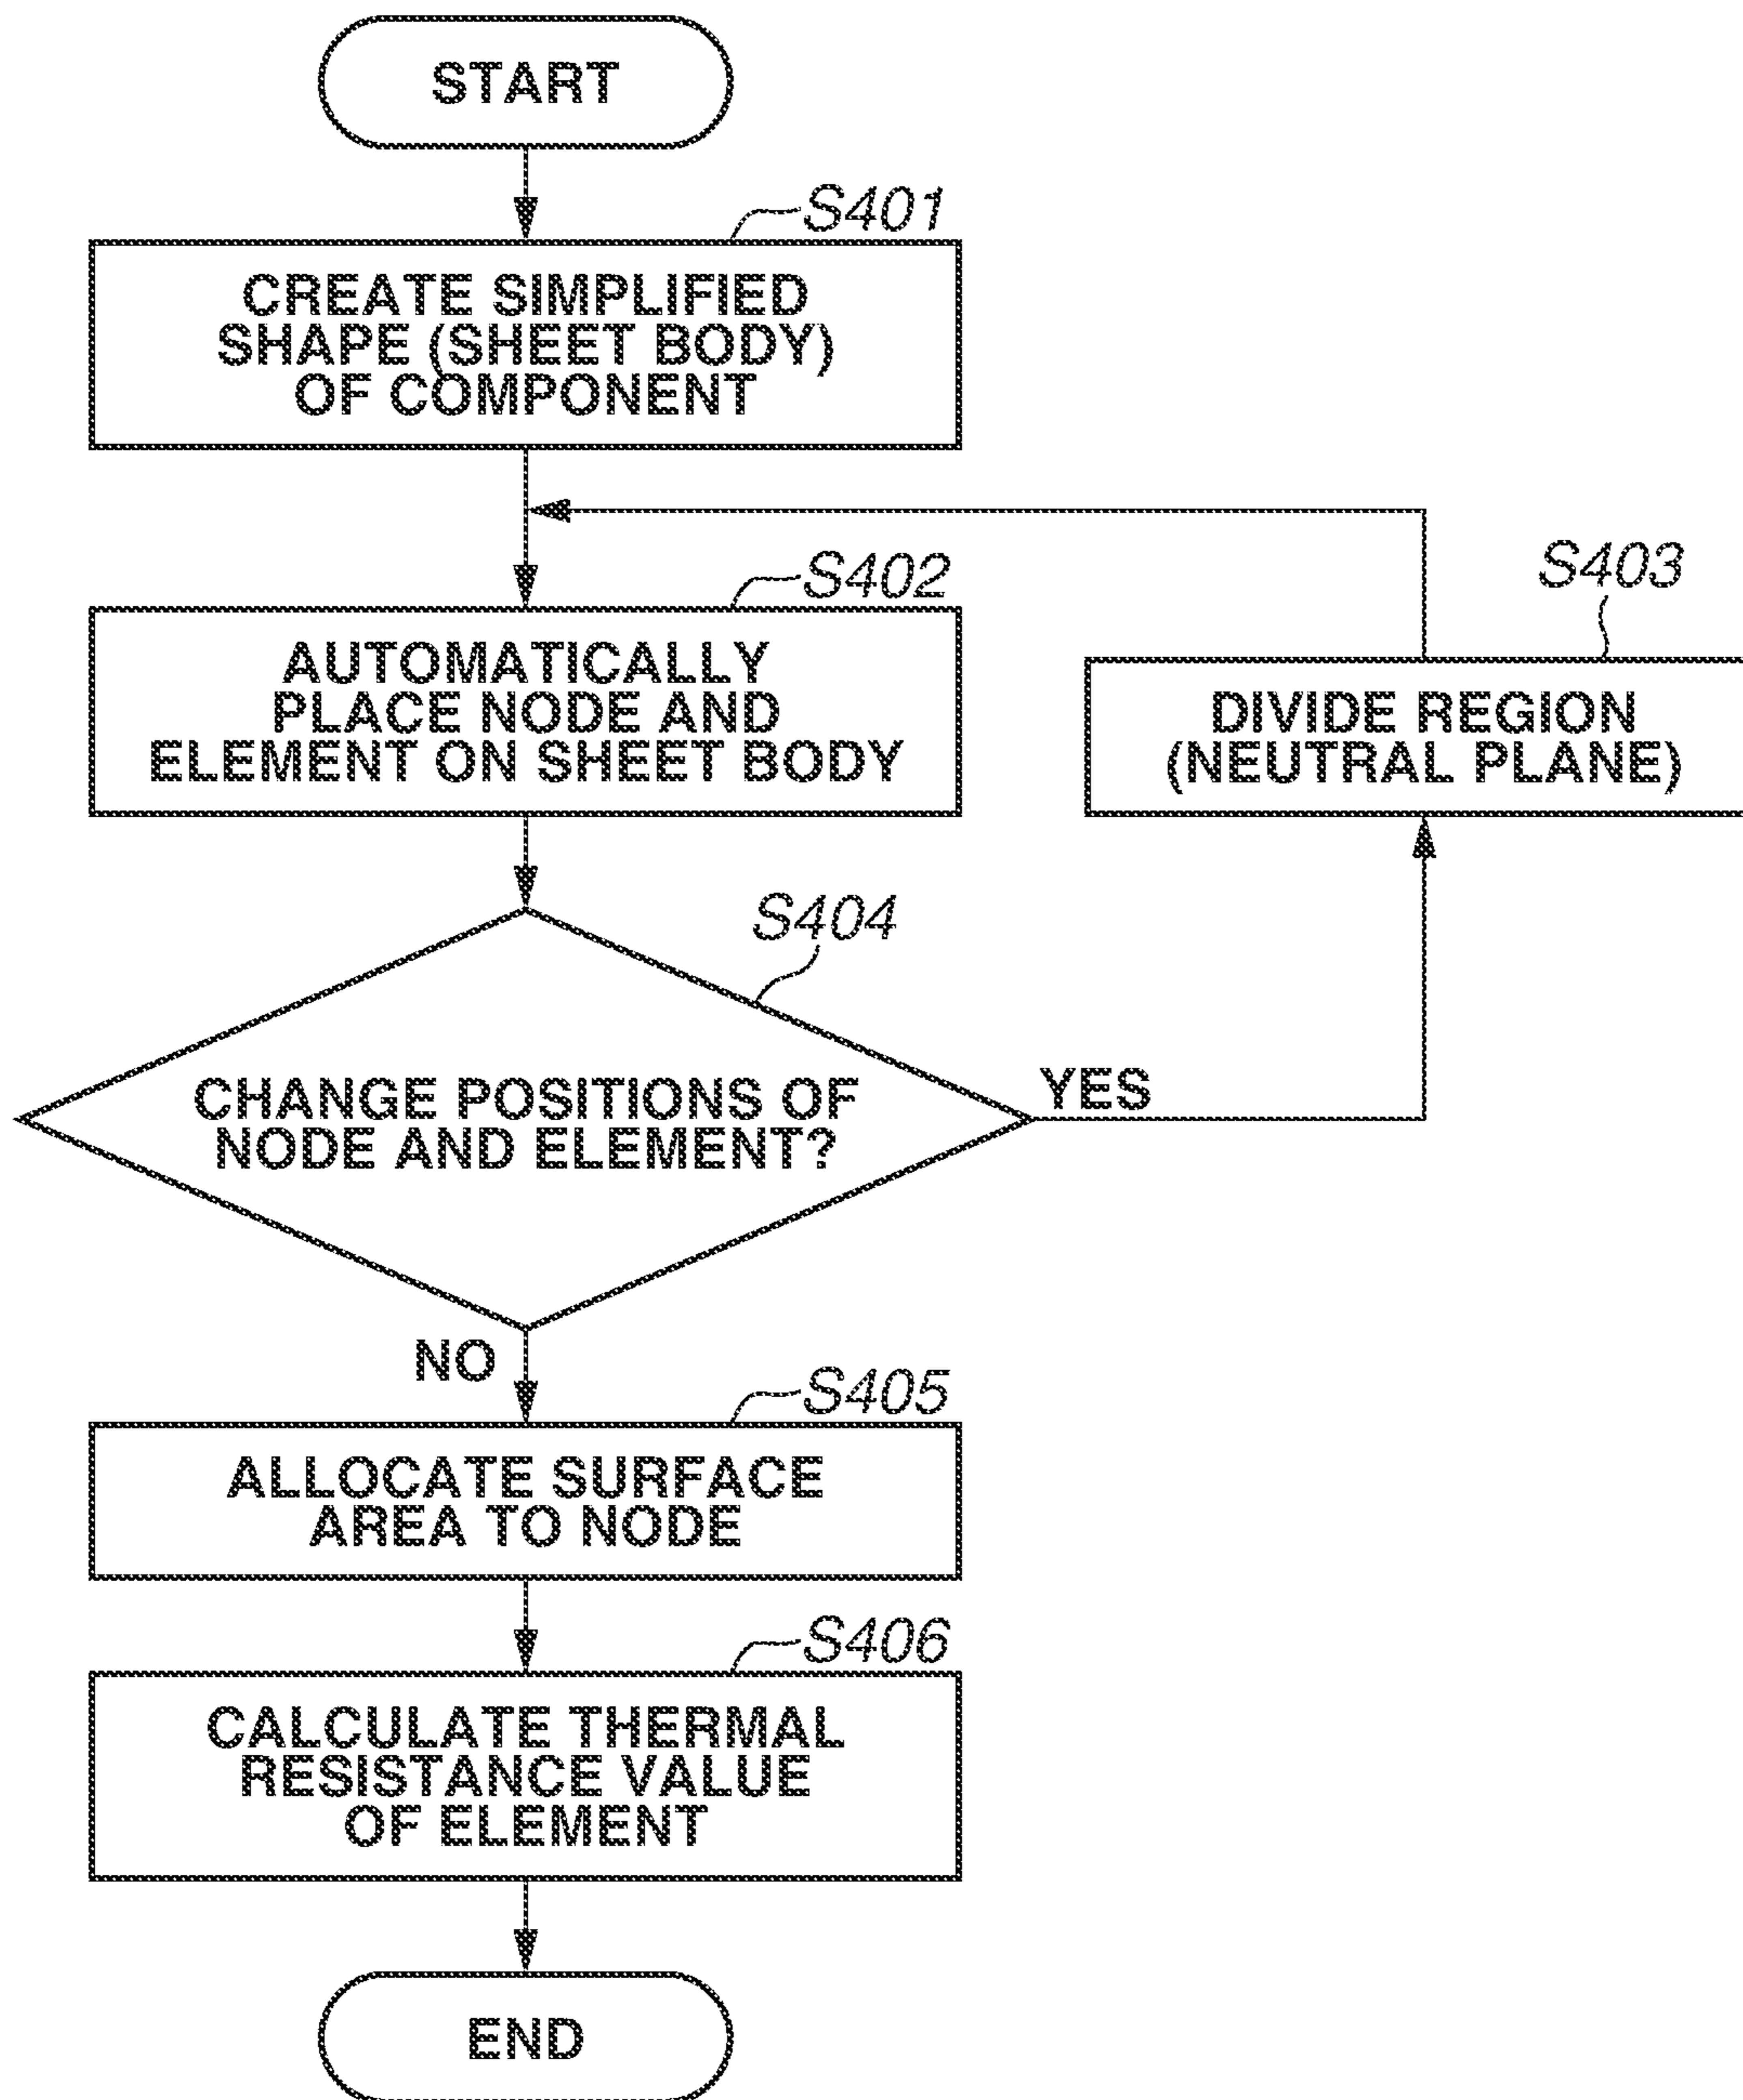 START
S401
CREATE SIMPLIFIED
SHAPE (SHEET BODY)
OF COMPONENT
S402
AUTOMATICALLY
PLACE NODE AND
ELEMENT ON SHEET BODY
S403
DIVIDE REGION
(NEUTRAL PLANE)
S404
CHANGE POSITIONS OF
NODE AND ELEMENT?
YES
NO
S405
ALLOCATE SURFACE
AREA TO NODE
S406
CALCULATE THERMAL
RESISTANCE VALUE
OF ELEMENT
END